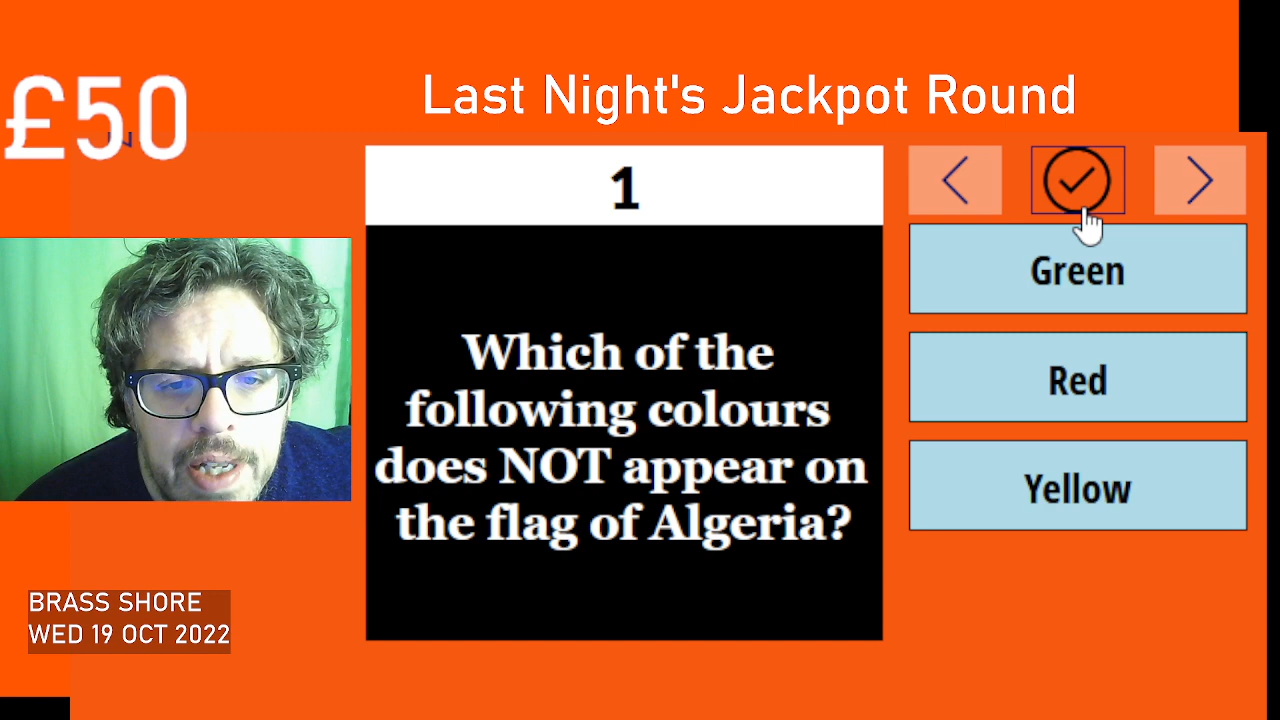 £50
Last Night's Jackpot Round
1
Which of the
following colours
does NOT appear on
the flag of Algeria?
Green
Red
Yellow
BRASS SHORE
WED 19 OCT 2022